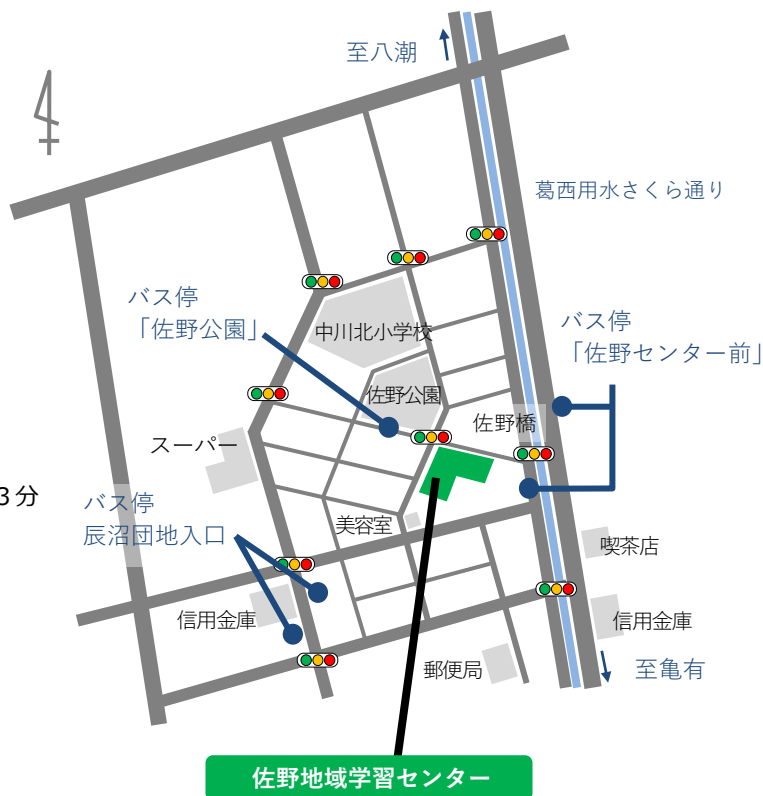 至八潮
葛西用水さくら通り
バス停
「佐野公園」
中川北小学校
バス停
「佐野センター前」
佐野公園
佐野橋
スーパー
3分
バス停
辰沼団地入口
美容室
喫茶店
信用金庫
信用金庫
郵便局
至亀有
佐野地域学習センター